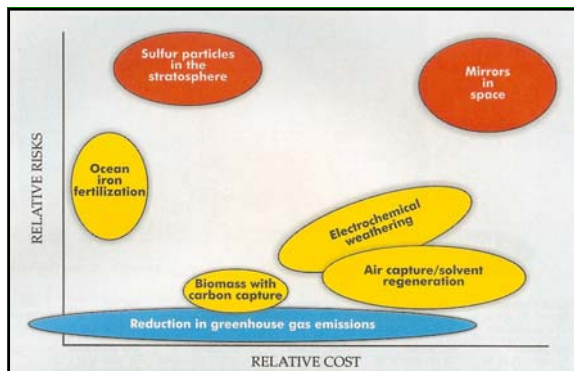 Sulfur particles
in the
stratosphere
Mirrors
in
space
RELATIVE RISKS
Ocean
iron
fertilization
Electrochemical
weathering
Air capture/solvent
regeneration
Biomass with
carbon capture
Reduction in greenhouse gas emissions
RELATIVE COST